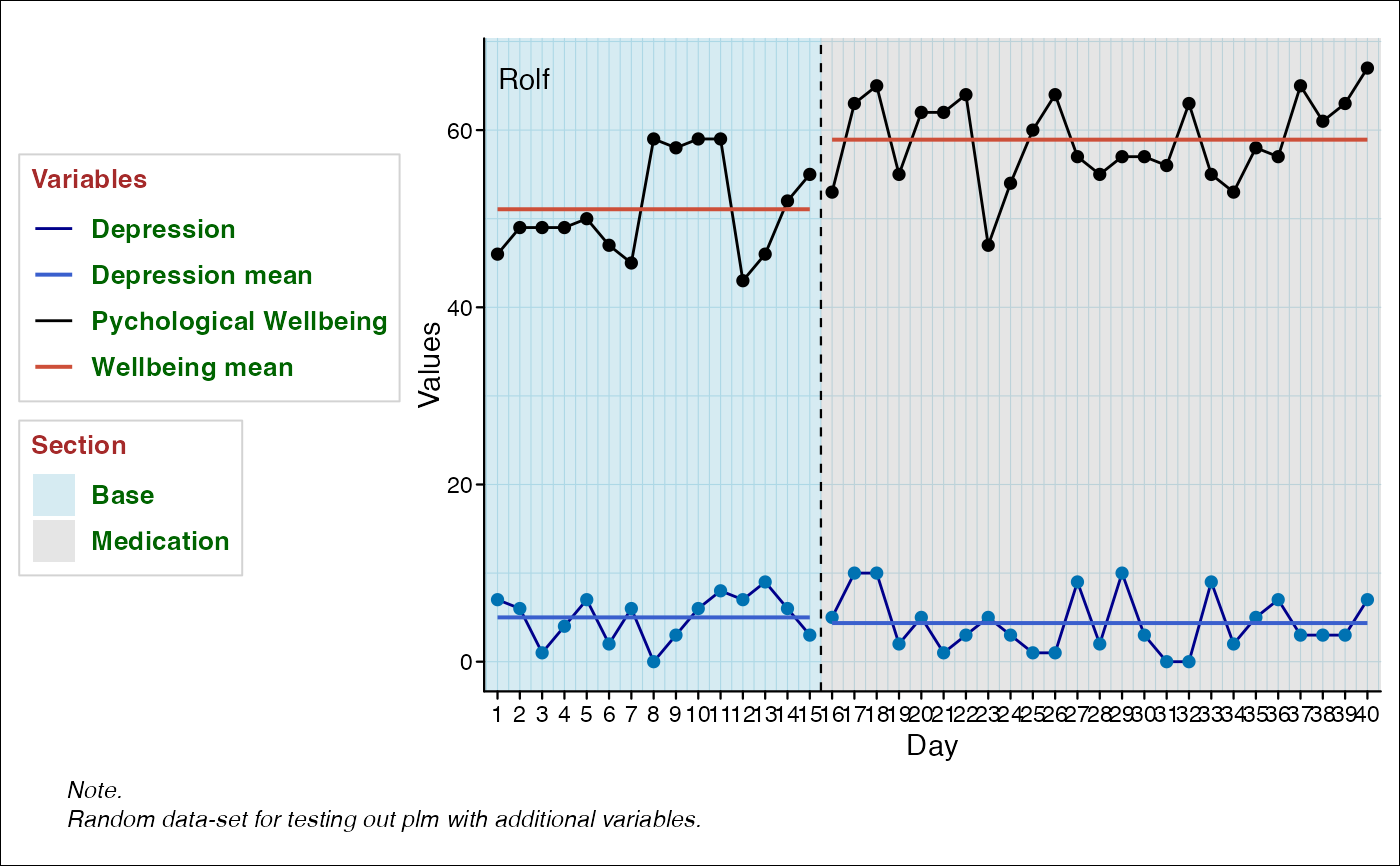 Rolf
Variables
Depression
Depression mean
Pychological Wellbeing
Wellbeing mean
Section
Base
Medication
Values
60
40
20
0
1 2 3 4 5 6 7 8 9 10 11 12 13 14 15 16 17 18 19 20 21 22 23 24 25 26 27 28 29 30 31 32 33 34 35 36 37 38 39 40
Day
Note.
Random data-set for testing out plm with additional variables.